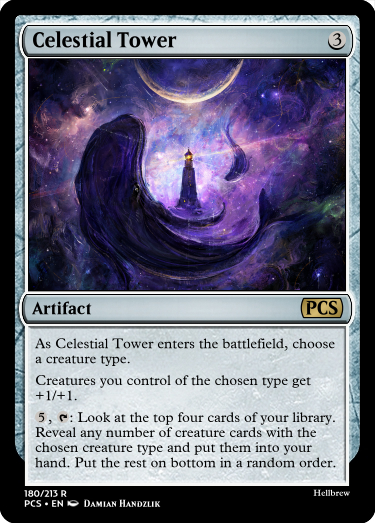 Celestial Tower 3
Artifact PCS
As Celestial Tower enters the battlefield, choose
a creature type.
Creatures you control of the chosen type get
+1/+1.
5, : Look at the top four cards of your library.
Reveal any number of creature cards with the
chosen creature type and put them into your
hand. Put the rest on bottom in a random order.
180/213 R Hellbrew
PCS • EN DAMIAN HANDZLIK